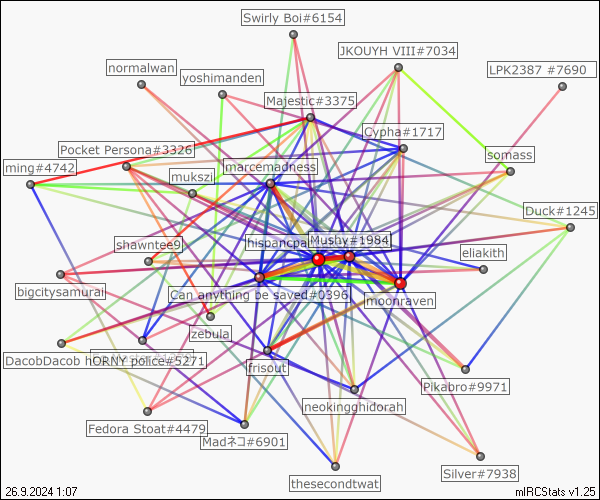 Swirly Boi#6154
JKOUYH VIII#7034
normalwan
yoshimanden
LPK2387 #7690
Majestic#3375
Cypha#1717
Pocket Persona#3326
somass
ming#4742
marcemadness
mukszi
Duck#1245
shawntee9
hispancpa
Mushy#1984
eliakith
bigcitysamurai
Can anything be saved#0396
moonraven
zebula
DacobDacob h
ORNY police#5271
frisout
Pikabro#9971
neokingghidorah
Fedora Stoat#4479
Madネコ#6901
Silver#7938
thesecondtwat
26.9.2024 1:07
mIRCStats v1.25